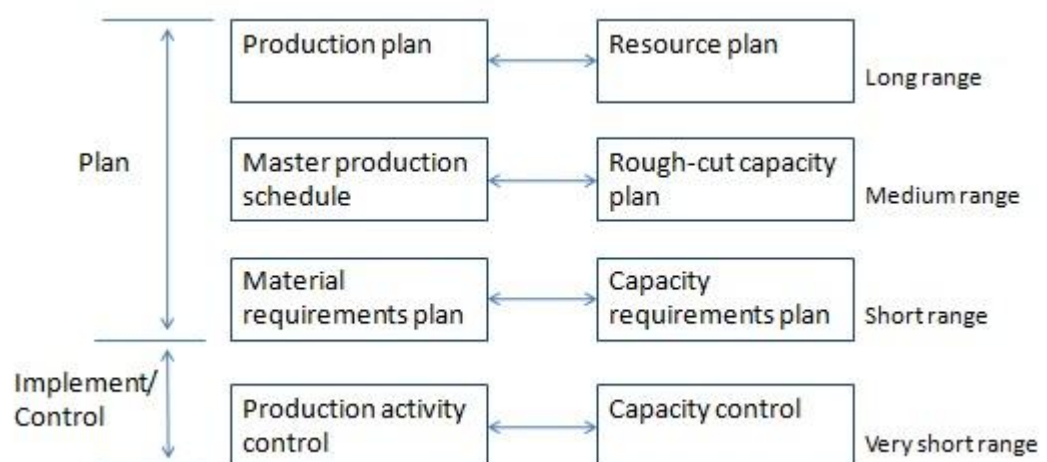 Production plan
Resource plan
Long range
Plan
Master production
schedule
Rough-cut capacity
plan
Medium range
Material
requirements plan
Capacity
requirements plan
Short range
Implement/
Control
Production activity
control
Capacity control
Very short range